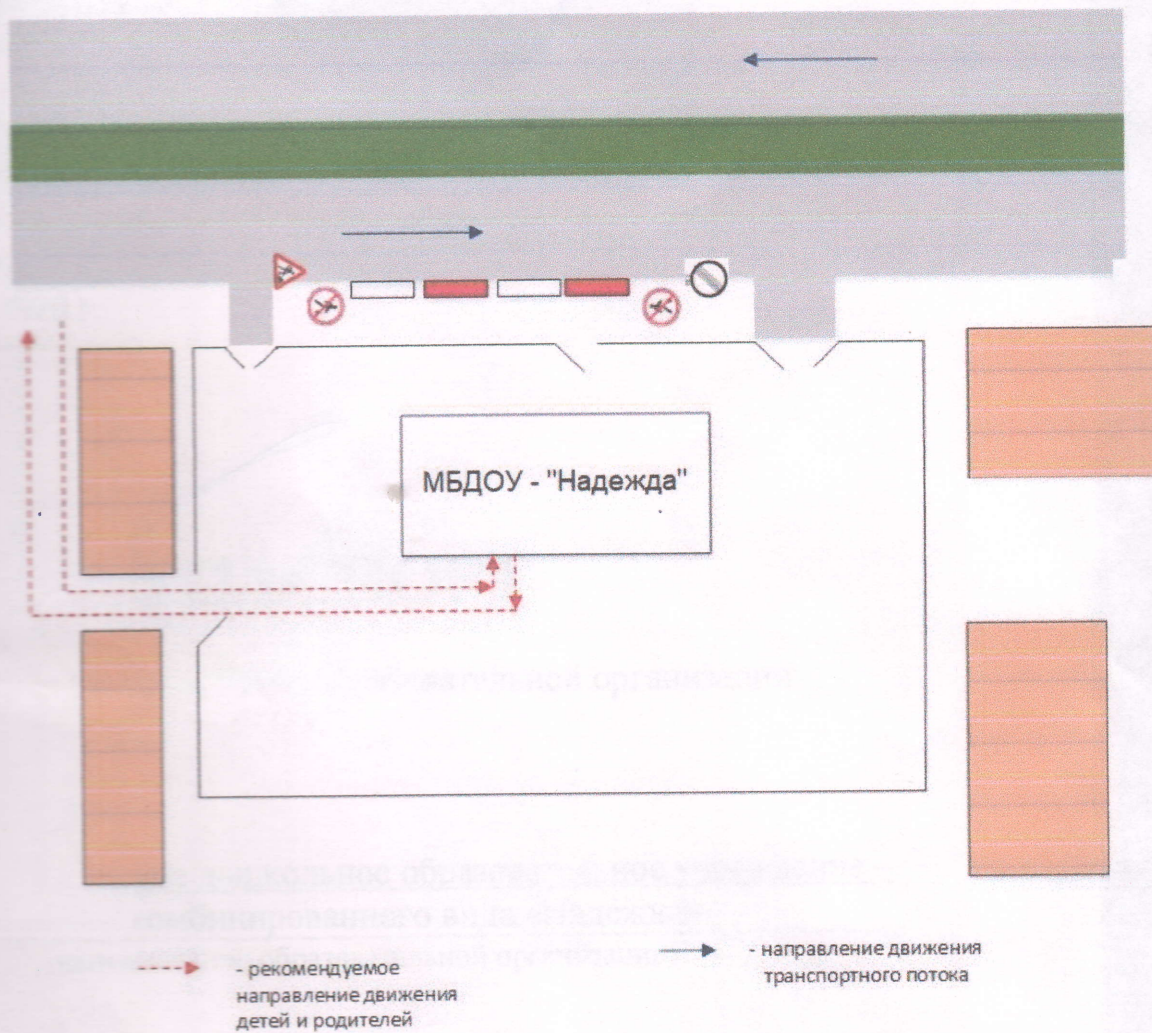 МБДОУ - "Надежда"
- рекомендуемое
направление движения
детей и родителей
- направление движения
транспортного потока